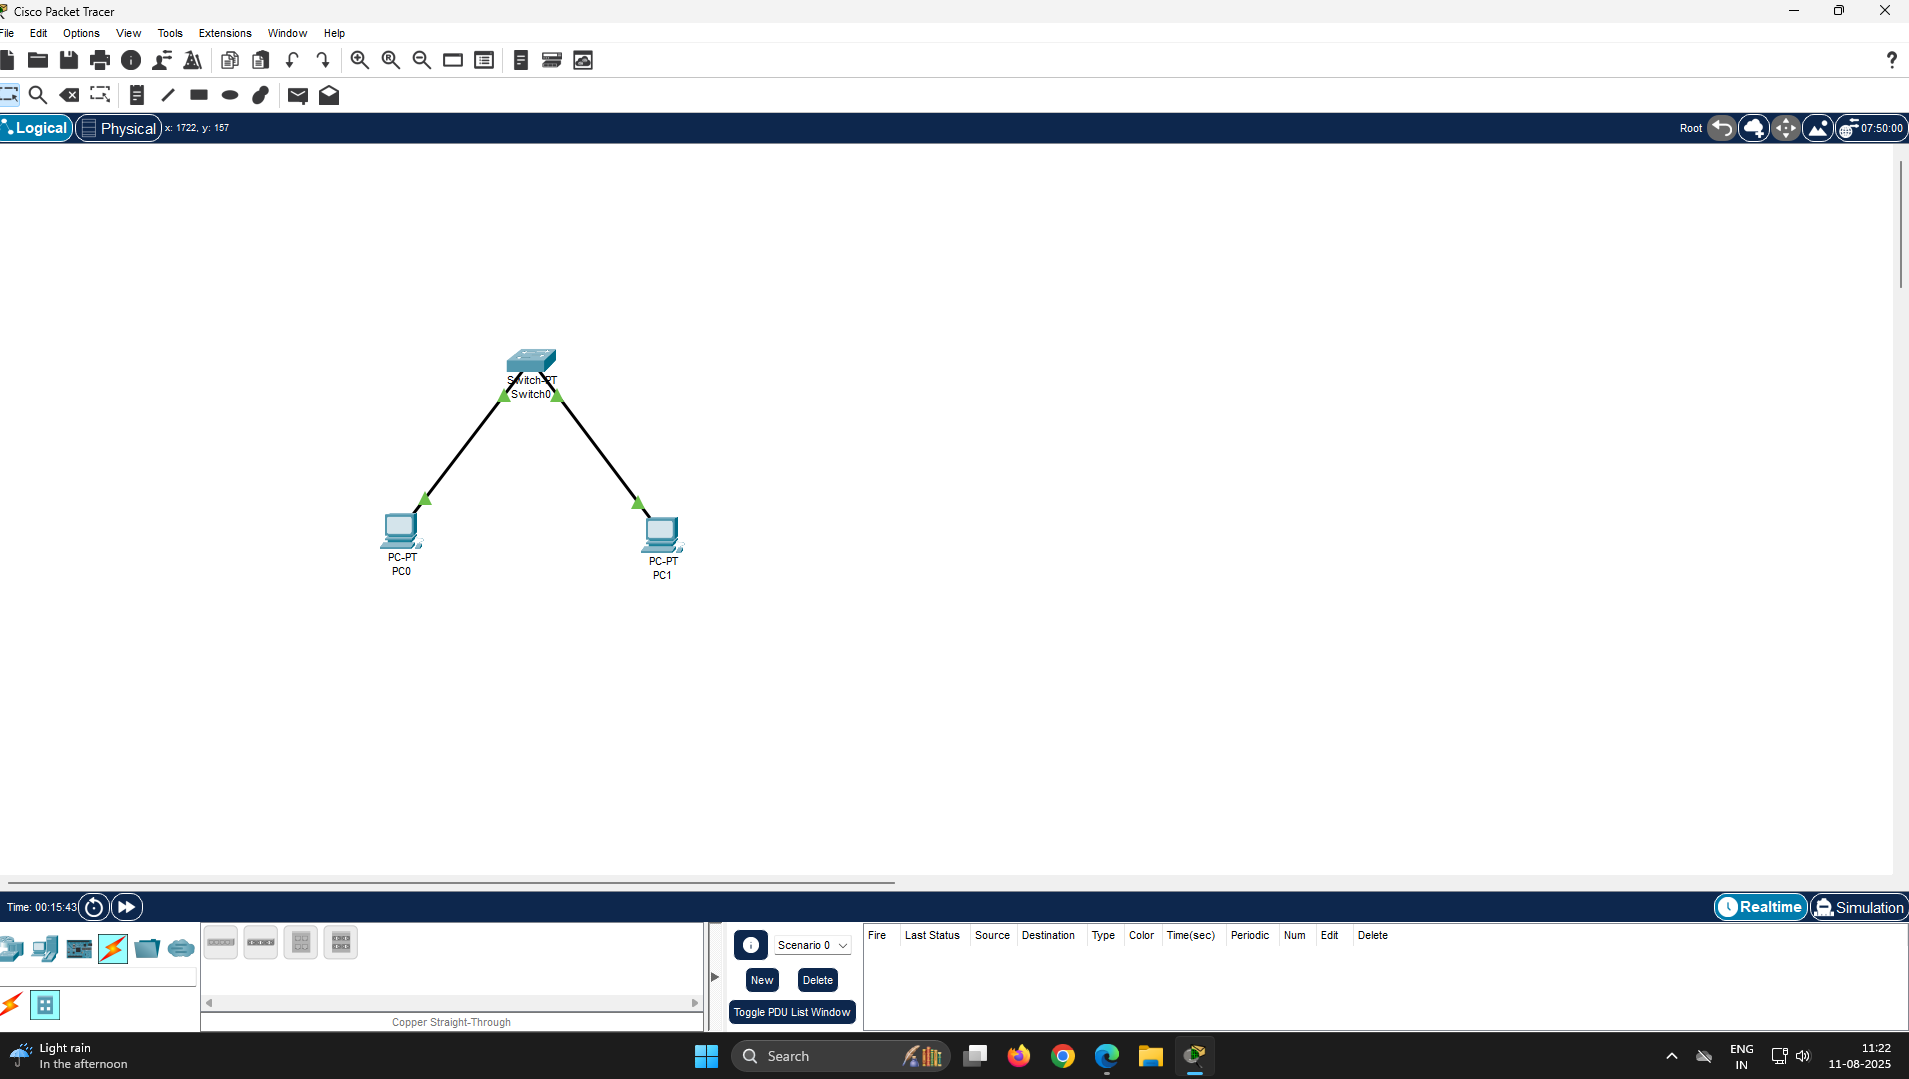 Cisco Packet Tracer
File Edit Options View Tools Extensions Window Help
Logical Physical x: 1722, y: 157 Root 07:50:00
Switch-PT
Switch0
PC-PT
PC0
PC-PT
PC1
Time: 00:15:43 Realtime Simulation
Scenario 0
New Delete
Toggle PDU List Window
Fire Last Status Source Destination Type Color Time(sec) Periodic Num Edit Delete
Copper Straight-Through
Light rain
In the afternoon
Search
ENG
IN
11:22
11-08-2025